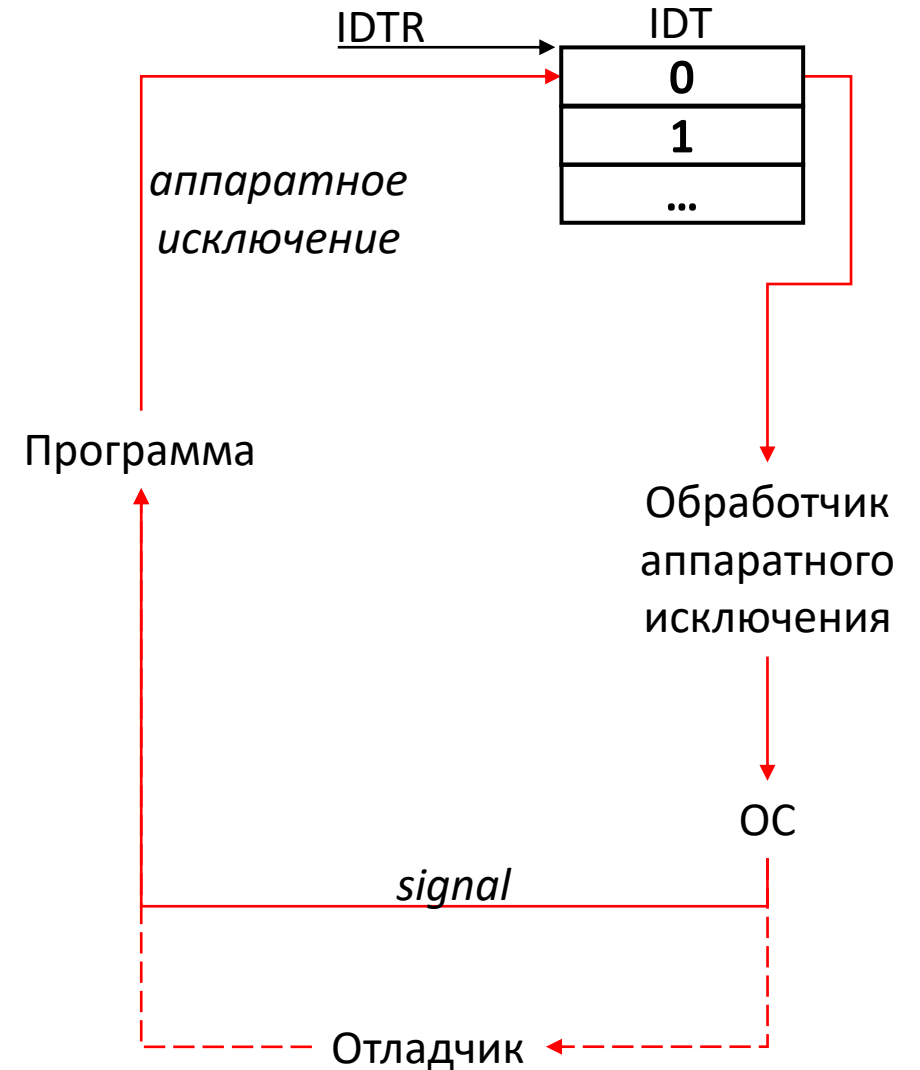 IDTR
IDT
0
1
...
аппаратное
исключение
Программа
Обработчик
аппаратного
исключения
ОС
signal
Отладчик